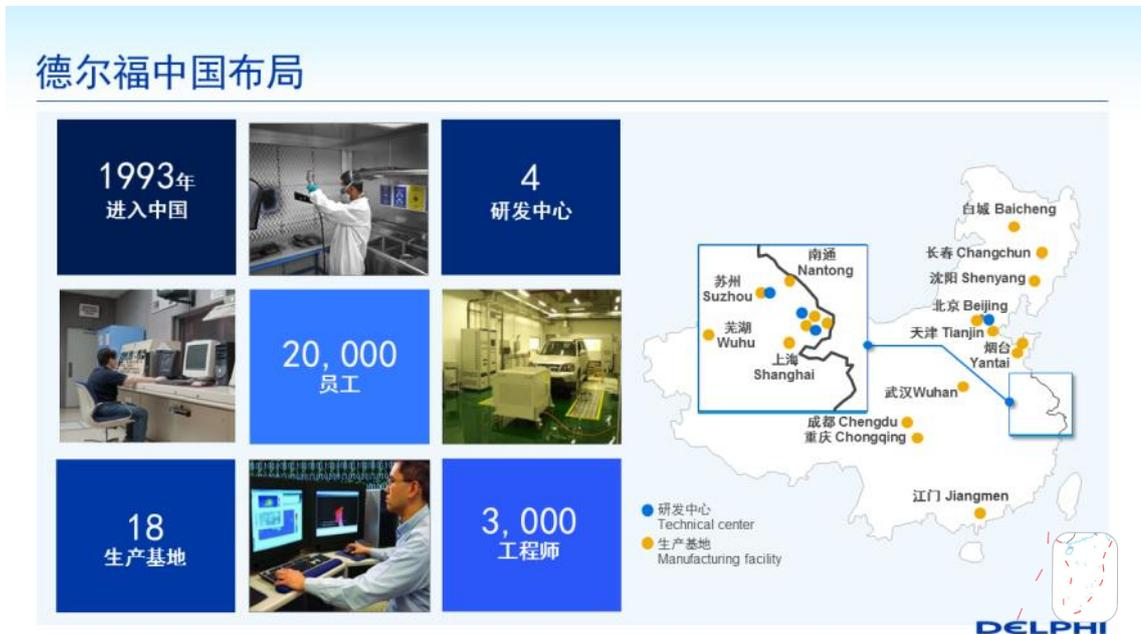 德尔福中国布局
1993年
进入中国
4
研发中心
20,000
员工
18
生产基地
3,000
工程师
白城 Baicheng
长春 Changchun
沈阳 Shenyang
北京 Beijing
天津 Tianjin
烟台
Yantai
南通
Nantong
苏州
Suzhou
芜湖
Wuhu
上海
Shanghai
武汉Wuhan
成都 Chengdu
重庆 Chongqing
江门 Jiangmen
研发中心
Technical center
生产基地
Manufacturing facility
DELPHI